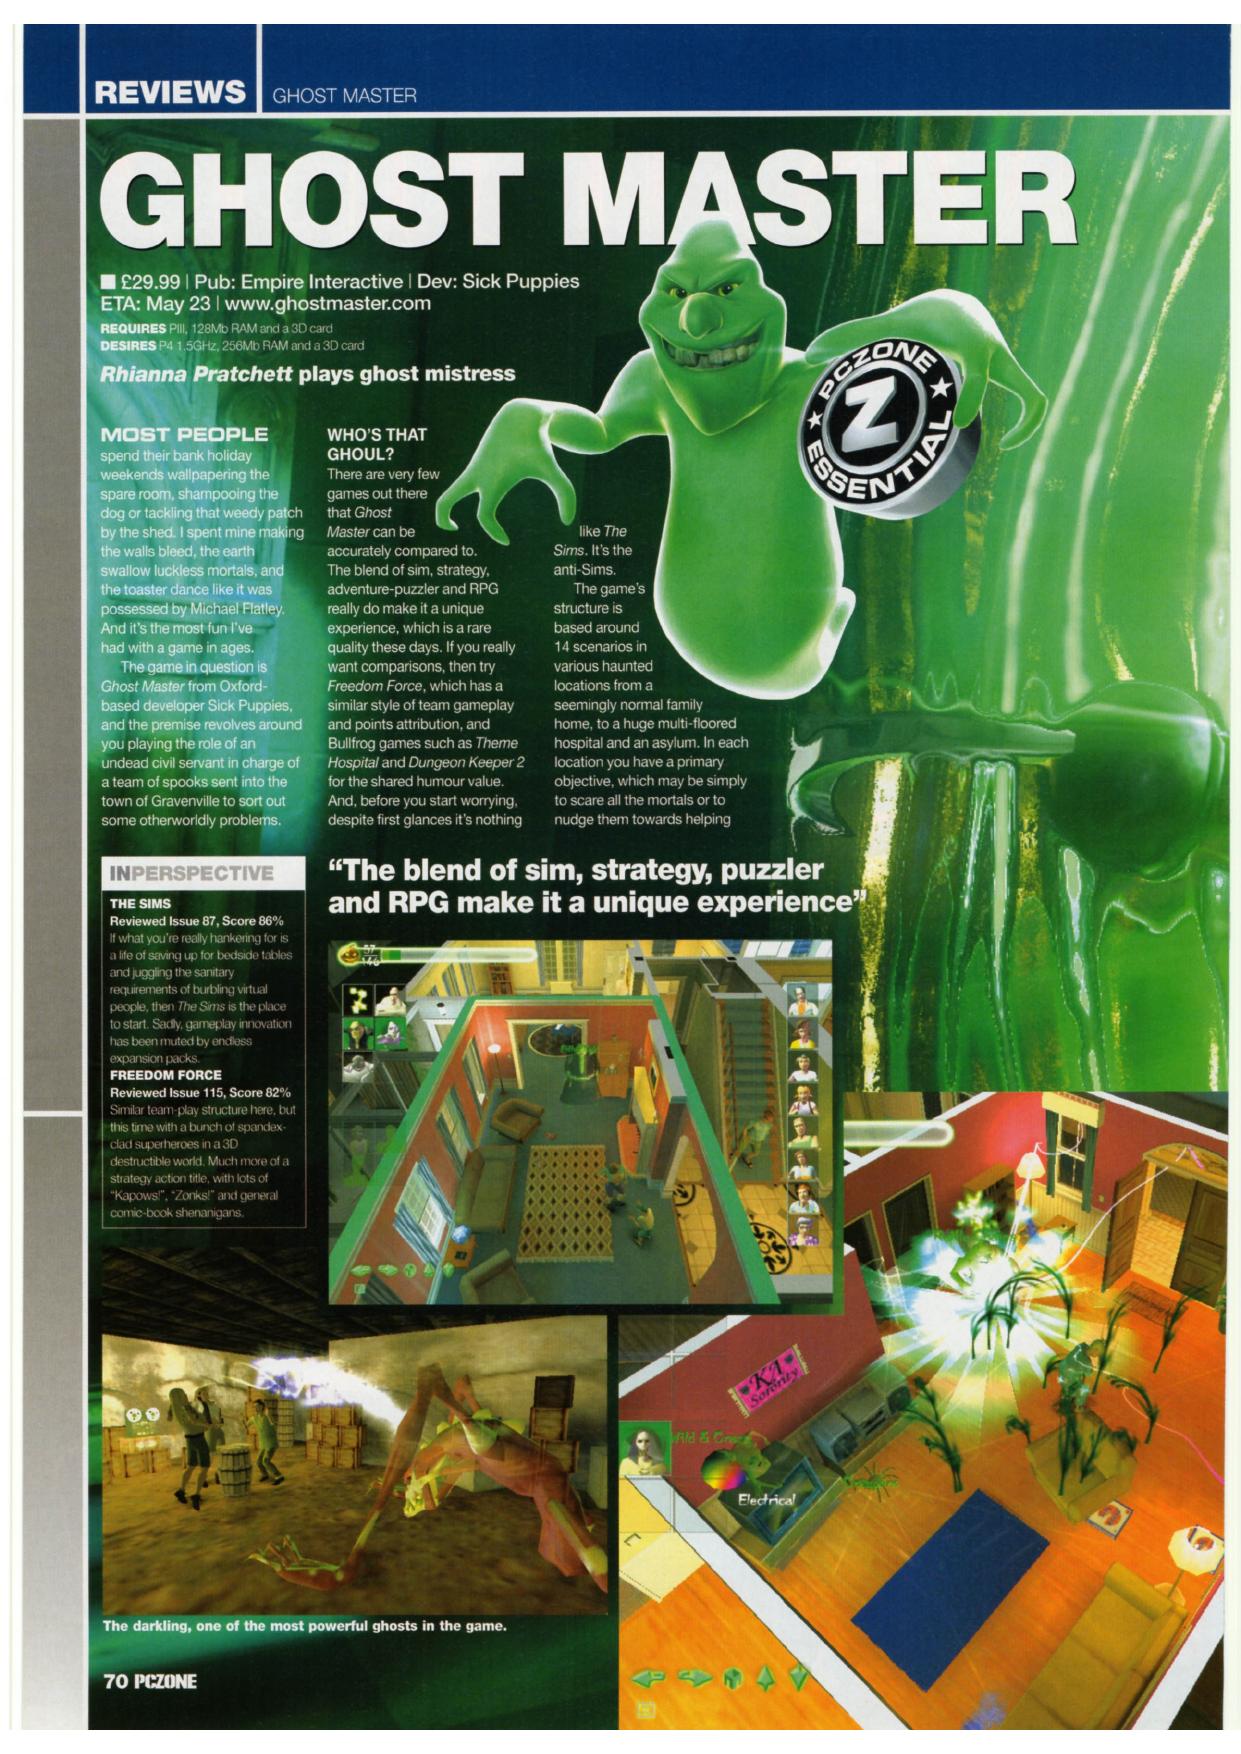 REVIEWS
GHOST MASTER
GHOST MASTER
£29.99 | Pub: Empire Interactive | Dev: Sick Puppies
ETA: May 23 | www.ghostmaster.com
REQUIRES PIII, 128Mb RAM and a 3D card
DESIRES P4 1.5GHz, 256Mb RAM and a 3D card
Rhianna Pratchett plays ghost mistress
PCZONE
Z
ESSENTIAL
MOST PEOPLE
spend their bank holiday
weekends wallpapering the
spare room, shampooing the
dog or tackling that weedy patch
by the shed. I spent mine making
the walls bleed, the earth
swallow luckless mortals, and
the toaster dance like it was
possessed by Michael Flatley.
And it's the most fun I've
had with a game in ages.
The game in question is
Ghost Master from Oxford-
based developer Sick Puppies,
and the premise revolves around
you playing the role of an
undead civil servant in charge of
a team of spooks sent into the
town of Gravenville to sort out
some otherworldly problems.
WHO'S THAT
GHOUL?
There are very few
games out there
that Ghost
Master can be
accurately compared to.
The blend of sim, strategy,
adventure-puzzler and RPG
really do make it a unique
experience, which is a rare
quality these days. If you really
want comparisons, then try
Freedom Force, which has a
similar style of team gameplay
and points attribution, and
Bullfrog games such as Theme
Hospital and Dungeon Keeper 2
for the shared humour value.
And, before you start worrying,
despite first glances it's nothing
like The
Sims. It's the
anti-Sims.
The game's
structure is
based around
14 scenarios in
various haunted
locations from a
seemingly normal family
home, to a huge multi-floored
hospital and an asylum. In each
location you have a primary
objective, which may be simply
to scare all the mortals or to
nudge them towards helping
INPERSPECTIVE
THE SIMS
Reviewed Issue 87, Score 86%
If what you're really hankering for is
a life of saving up for bedside tables
and juggling the sanitary
requirements of burbling virtual
people, then The Sims is the place
to start. Sadly, gameplay innovation
has been muted by endless
expansion packs.
FREEDOM FORCE
Reviewed Issue 115, Score 82%
Similar team-play structure here, but
this time with a bunch of spandex-
clad superheroes in a 3D
destructible world. Much more of a
strategy action title, with lots of
"Kapows!", "Zonks!" and general
comic-book shenanigans.
“The blend of sim, strategy, puzzler
and RPG make it a unique experience”
37
146
KA
Sorority
Electrical
The darkling, one of the most powerful ghosts in the game.
70 PCZONE